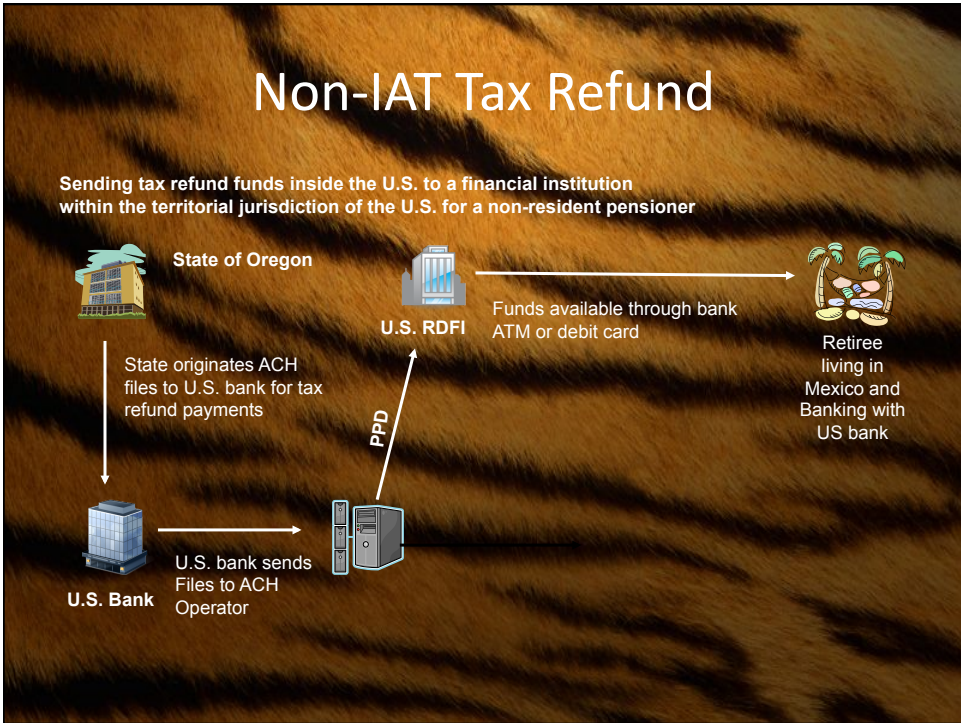 Non-IAT Tax Refund
Sending tax refund funds inside the U.S. to a financial institution
within the territorial jurisdiction of the U.S. for a non-resident pensioner
State of Oregon
U.S. RDFI
Funds available through bank
ATM or debit card
Retiree
living in
Mexico and
Banking with
US bank
State originates ACH
files to U.S. bank for tax
refund payments
PPD
U.S. Bank
U.S. bank sends
Files to ACH
Operator